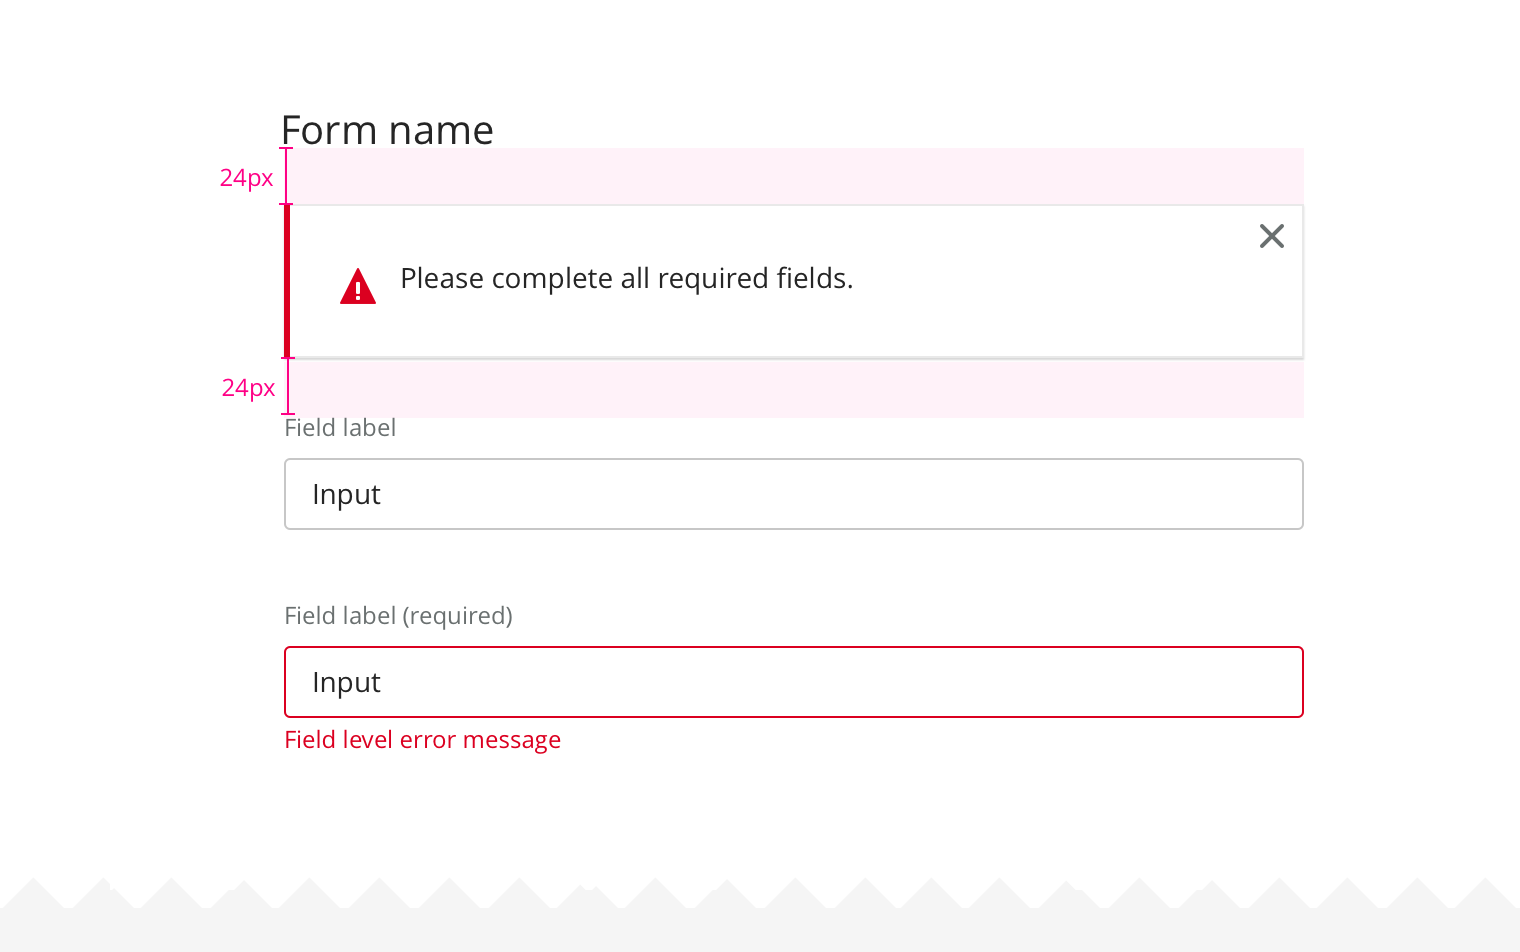 Form name
24px
Please complete all required fields.
24px
Field label
Input
Field label (required)
Input
Field level error message